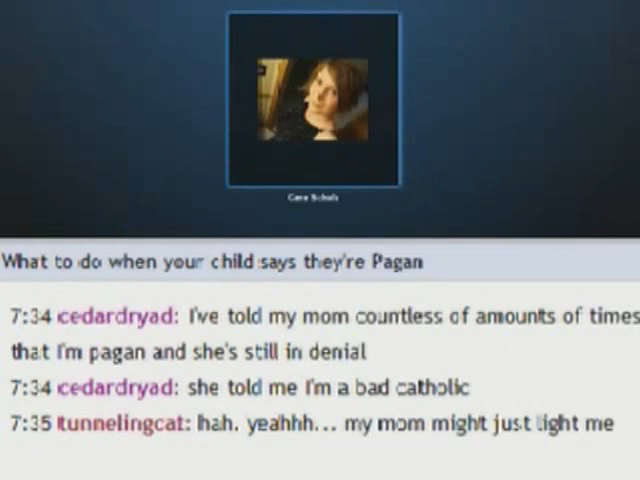 What to do when your child says they're Pagan
7:34 cedardryad: I've told my mom countless of amounts of times
that I'm pagan and she's still in denial
7:34 cedardryad: she told me I'm a bad catholic
7:35 tunnelingcat: hah. yeahhh... my mom might just light me